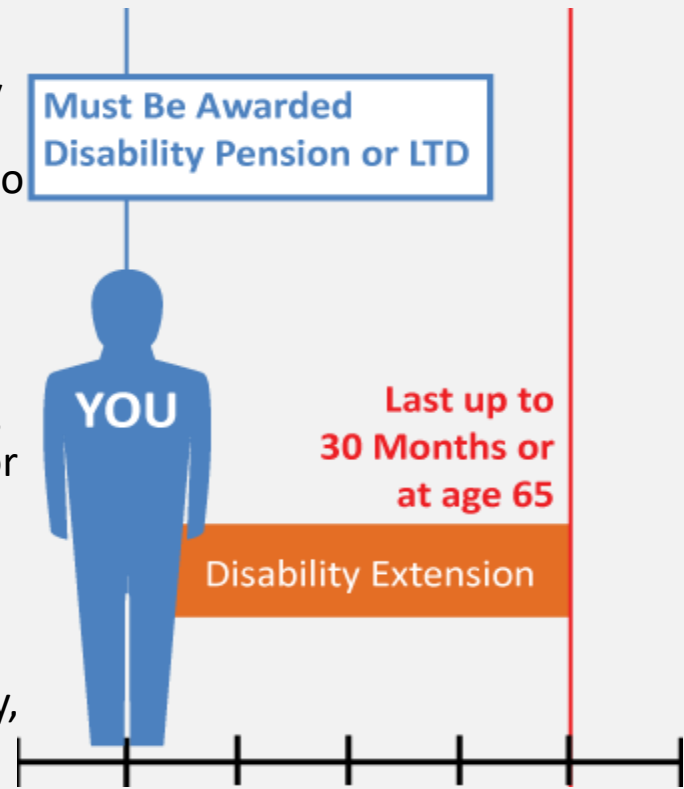 Must Be Awarded
Disability Pension or LTD
o
YOU
Last up to
30 Months or
at age 65
r
Disability Extension
y,